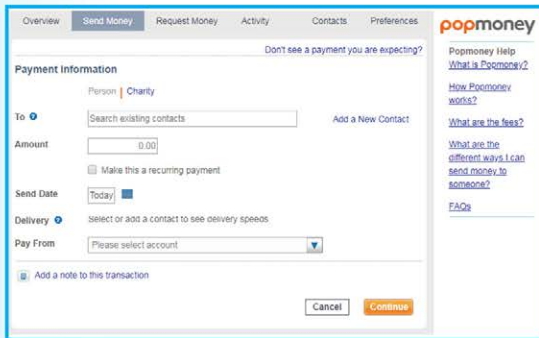 Overview Send Money Request Money Activity Contacts Preferences
popmoney
Don't see a payment you are expecting?
Payment Information
Person | Charity
To ?
Search existing contacts
Add a New Contact
Amount
0.00
Make this a recurring payment
Send Date
Today
Delivery ?
Select or add a contact to see delivery speeds
Pay From
Please select account
Add a note to this transaction
Cancel
Continue
Popmoney Help
What is Popmoney?
How Popmoney
works?
What are the fees?
What are the
different ways I can
send money to
someone?
FAQs